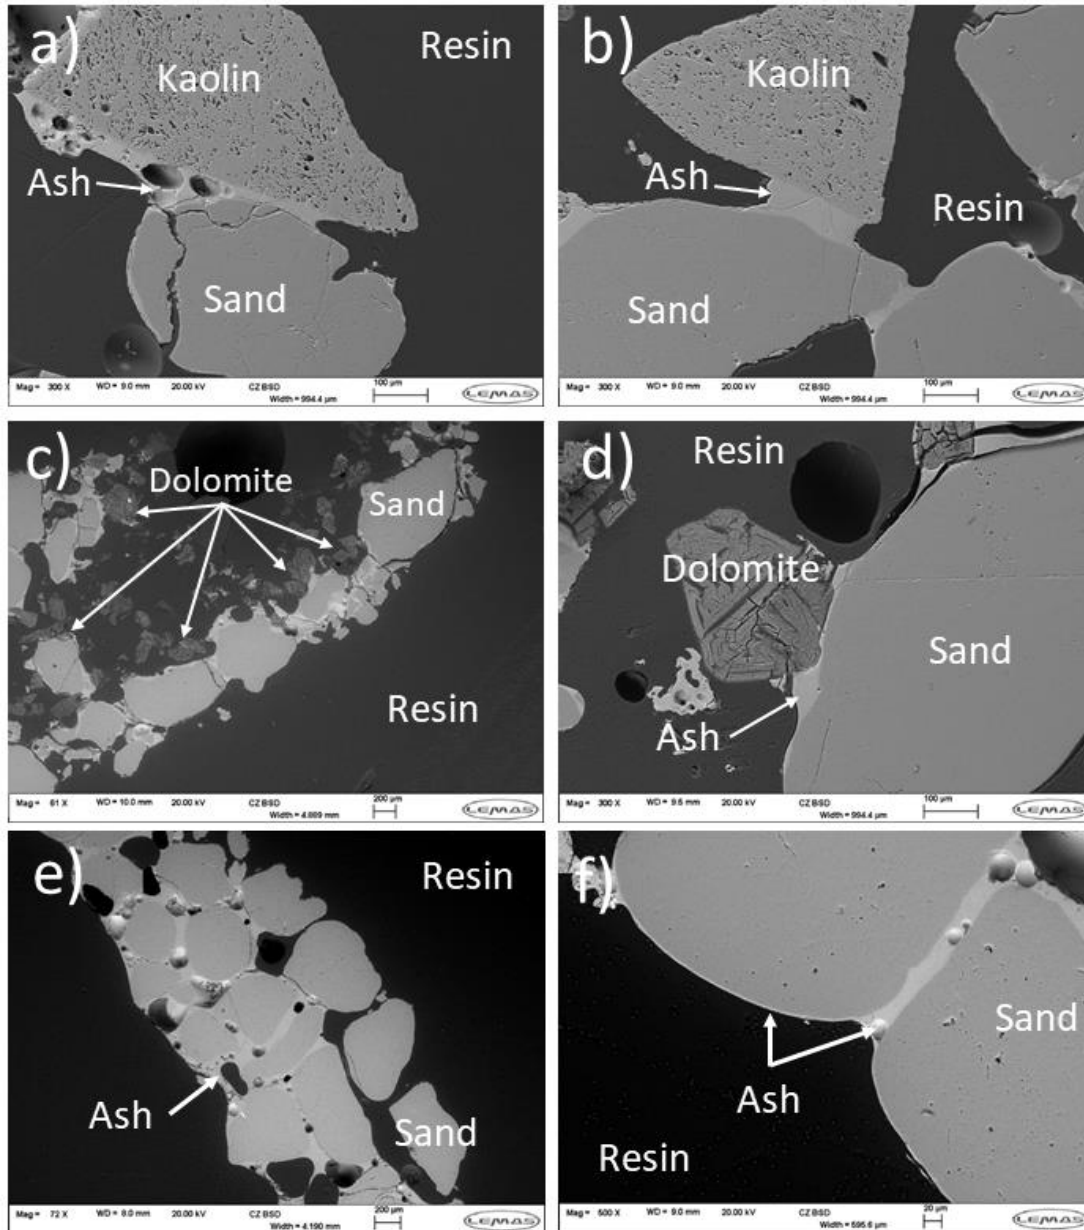 a)
Resin
Kaolin
Ash
Sand
Mag = 300 X WD = 9.0 mm 20.00 kV CZ BSD 100 µm
Width = 994.4 µm
LEMAS
b)
Kaolin
Ash
Resin
Sand
Mag = 300 X WD = 9.0 mm 20.00 kV CZ BSD 100 µm
Width = 994.4 µm
LEMAS
c)
Dolomite
Sand
Resin
Mag = 61 X WD = 10.0 mm 20.00 kV CZ BSD 200 µm
LEMAS
d)
Resin
Dolomite
Sand
Ash
Mag = 300 X WD = 9.5 mm 20.00 kV CZ BSD 100 µm
Width = 994.4 µm
LEMAS
e)
Resin
Ash
Sand
Mag = 72 X WD = 8.0 mm 20.00 kV CZ BSD 200 µm
Width = 4.190 mm
LEMAS
f)
Sand
Ash
Resin
Mag = 500 X WD = 9.0 mm 20.00 kV CZ BSD 20 µm
Width = 595.6 µm
LEMAS